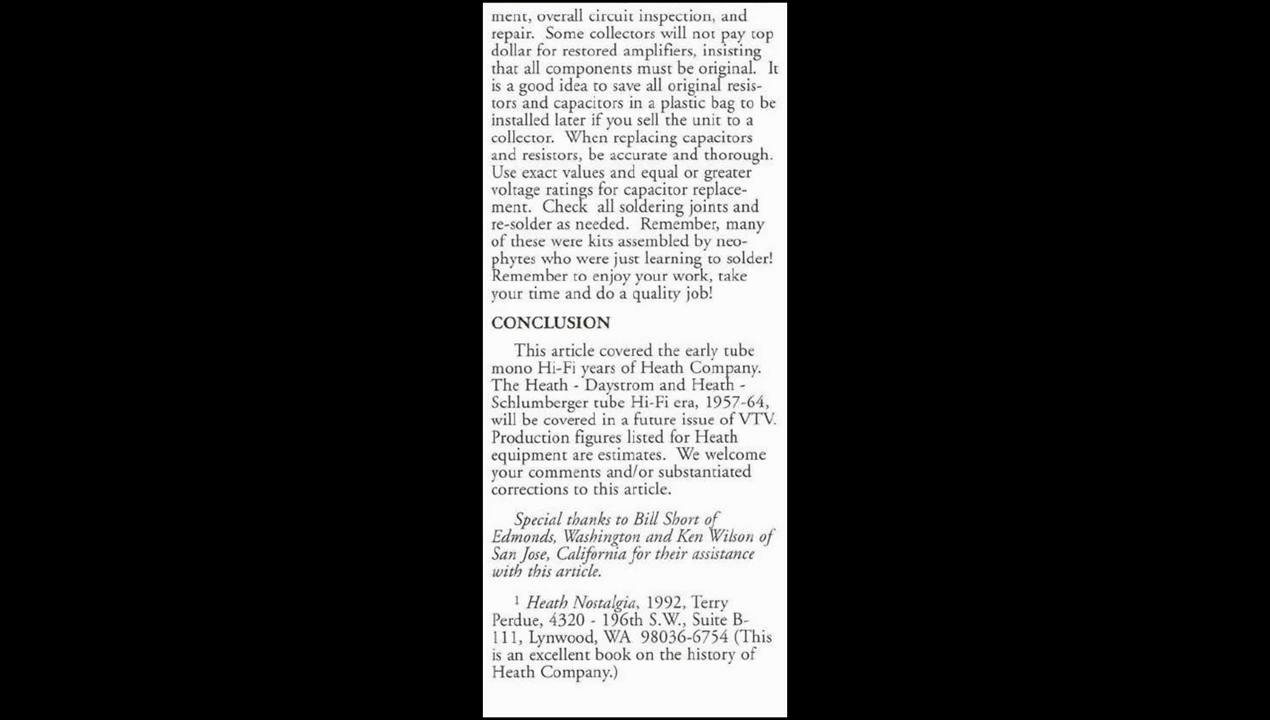 ment, overall circuit inspection, and
repair. Some collectors will not pay top
dollar for restored amplifiers, insisting
that all components must be original. It
is a good idea to save all original resis-
tors and capacitors in a plastic bag to be
installed later if you sell the unit to a
collector. When replacing capacitors
and resistors, be accurate and thorough.
Use exact values and equal or greater
voltage ratings for capacitor replace-
ment. Check all soldering joints and
re-solder as needed. Remember, many
of these were kits assembled by neo-
phytes who were just learning to solder!
Remember to enjoy your work, take
your time and do a quality job!
CONCLUSION
This article covered the early tube
mono Hi-Fi years of Heath Company.
The Heath - Daystrom and Heath -
Schlumberger tube Hi-Fi era, 1957-64,
will be covered in a future issue of VTV.
Production figures listed for Heath
equipment are estimates. We welcome
your comments and/or substantiated
corrections to this article.
Special thanks to Bill Short of
Edmonds, Washington and Ken Wilson of
San Jose, California for their assistance
with this article.
1 Heath Nostalgia, 1992, Terry
Perdue, 4320 - 196th S.W., Suite B-
111, Lynwood, WA 98036-6754 (This
is an excellent book on the history of
Heath Company.)